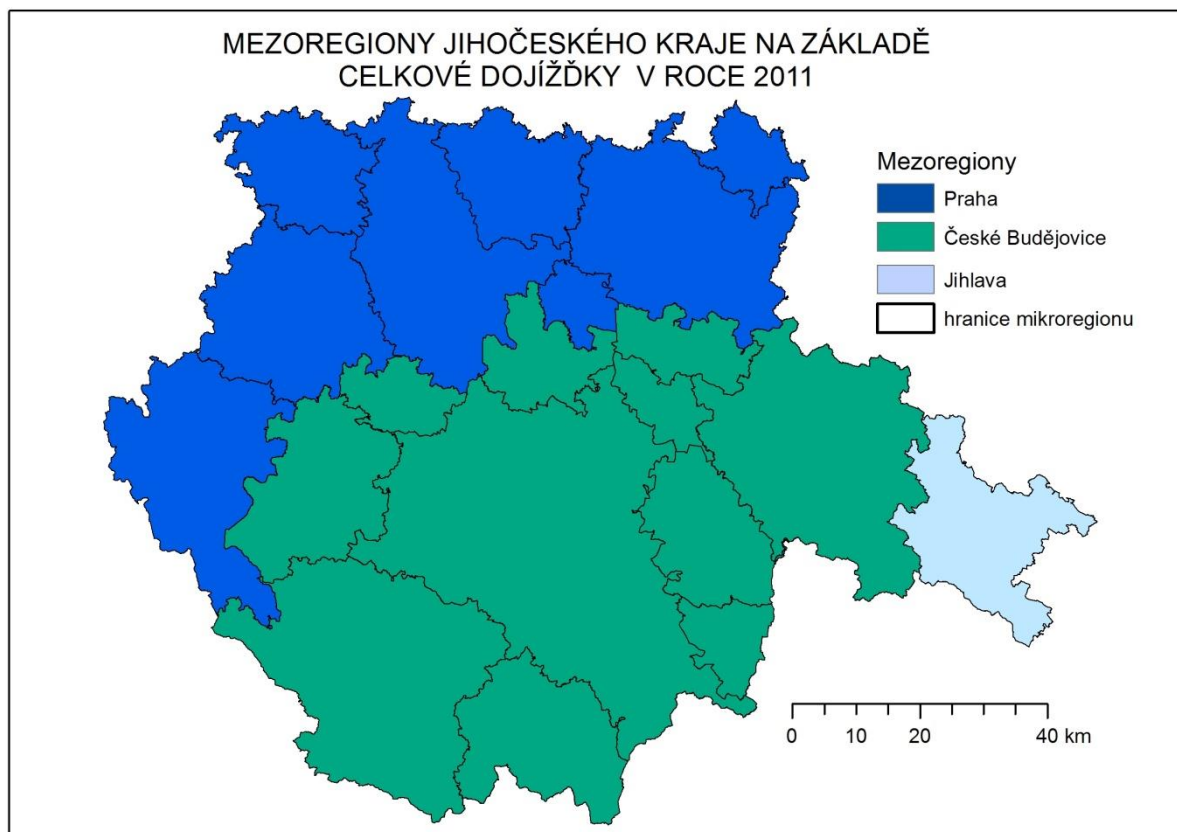 MEZOREGIONY JIHOČESKÉHO KRAJE NA ZÁKLADĚ
CELKOVÉ DOJÍŽĎKY V ROCE 2011
Mezoregiony
Praha
České Budějovice
Jihlava
hranice mikroregionu
0 10 20 40 km